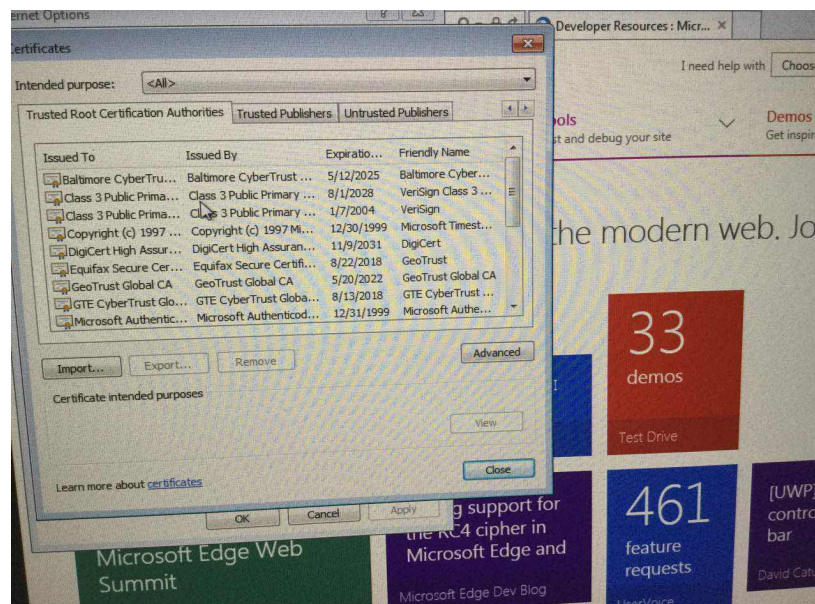 ernet Options
Developer Resources : Micr...
Certificates
I need help with Choos
Intended purpose: <All>
Trusted Root Certification Authorities Trusted Publishers Untrusted Publishers
ools
st and debug your site
Demos
Get inspir
Issued To Issued By Expiratio... Friendly Name
Baltimore CyberTru... Baltimore CyberTrust ... 5/12/2025 Baltimore Cyber...
Class 3 Public Prima... Class 3 Public Primary ... 8/1/2028 VeriSign Class 3 ...
Class 3 Public Prima... Class 3 Public Primary ... 1/7/2004 VeriSign
Copyright (c) 1997 ... Copyright (c) 1997 Mi... 12/30/1999 Microsoft Timest...
DigiCert High Assur... DigiCert High Assuran... 11/9/2031 DigiCert
Equifax Secure Cer... Equifax Secure Certifi... 8/22/2018 GeoTrust
GeoTrust Global CA GeoTrust Global CA 5/20/2022 GeoTrust Global CA
GTE CyberTrust Glo... GTE CyberTrust Globa... 8/13/2018 GTE CyberTrust ...
Microsoft Authentic... Microsoft Authenticod... 12/31/1999 Microsoft Authe...
the modern web. Jo
Import... Export... Remove Advanced
Certificate intended purposes
View
Learn more about certificates
Close
OK Cancel Apply
33
demos
Test Drive
g support for
the RC4 cipher in
Microsoft Edge and
Microsoft Edge Dev Blog
Microsoft Edge Web
Summit
461
feature
requests
UserVoice
[UWP]
contro
bar
David Catu